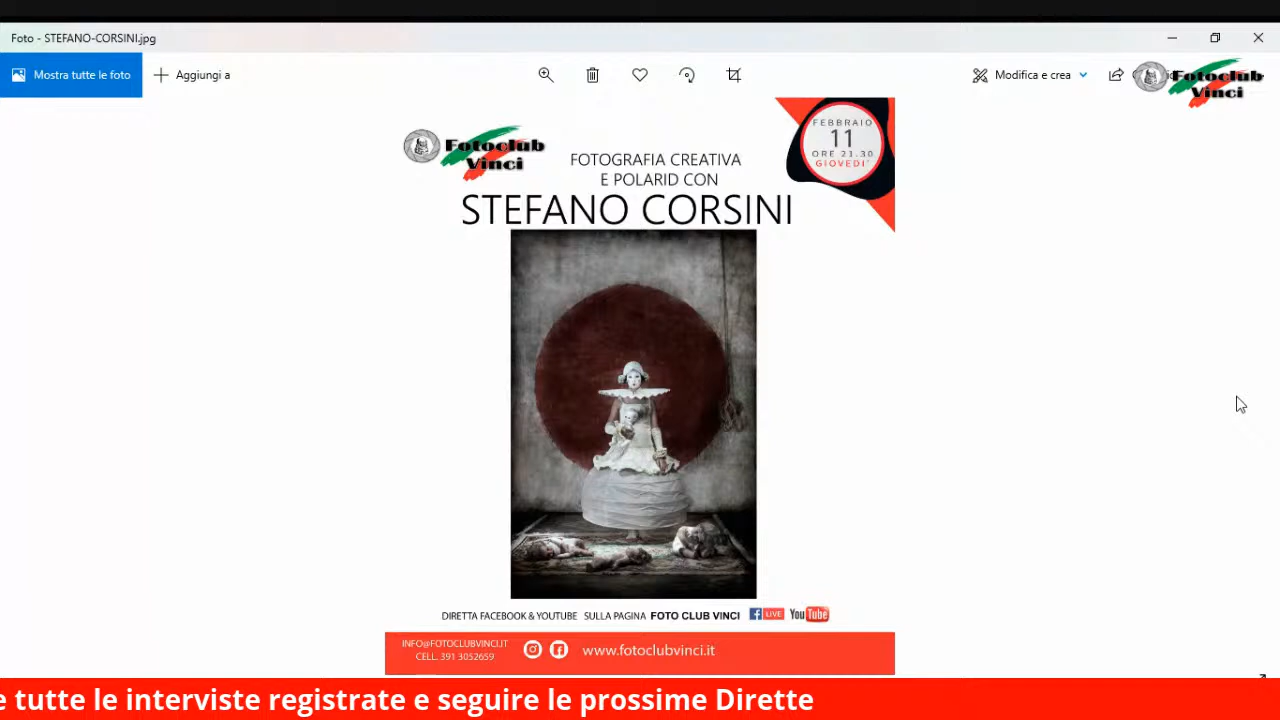 Foto - STEFANO-CORSINI.jpg
Mostra tutte le foto
Aggiungi a
Modifica e crea
Fotoclub
Vinci
Fotoclub
Vinci
FEBBRAIO
11
ORE 21.30
GIOVEDI'
FOTOGRAFIA CREATIVA
E POLARID CON
STEFANO CORSINI
DIRETTA FACEBOOK & YOUTUBE SULLA PAGINA FOTO CLUB VINCI
f LIVE YouTube
INFO@FOTOCLUBVINCI.IT
CELL. 391 3052659
www.fotoclubvinci.it
e tutte le interviste registrate e seguire le prossime Dirette